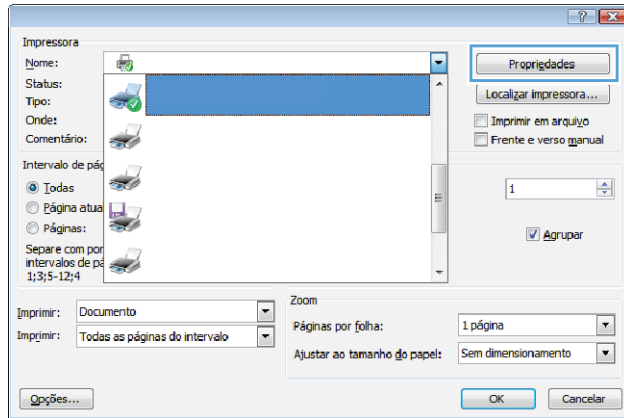 Impressora
Nome:
Propriedades
Status:
Tipo:
Localizar impressora...
Onde:
Imprimir em arquivo
Comentário:
Frente e verso manual
Intervalo de pág
Todas
1
Página atua
Páginas:
Agrupar
Separe com por
intervalos de pá
1;3;5-12;4
Imprimir: Documento
Imprimir: Todas as páginas do intervalo
Zoom
Páginas por folha: 1 página
Ajustar ao tamanho do papel: Sem dimensionamento
Opções...
OK
Cancelar